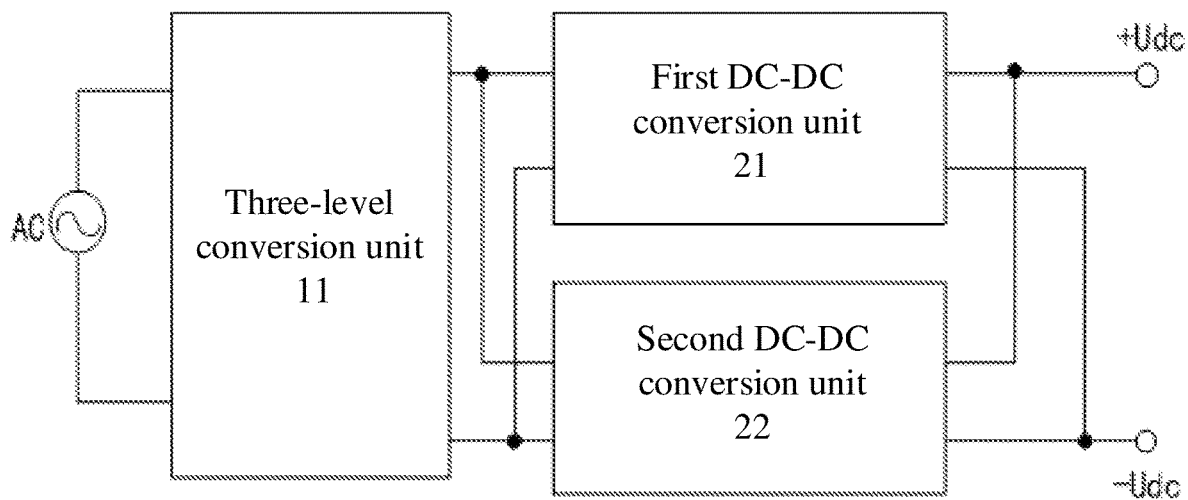 AC
Three-level
conversion unit
11
First DC-DC
conversion unit
21
Second DC-DC
conversion unit
22
+Udc
-Udc